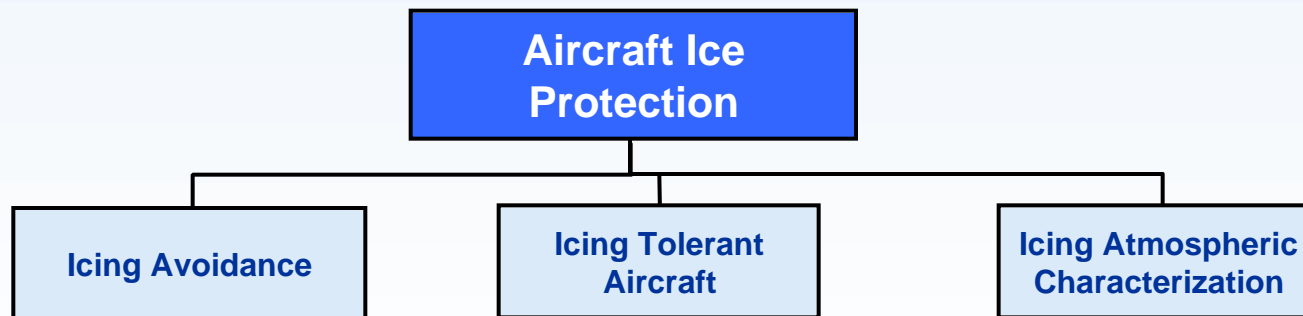 Aircraft Ice
Protection
Icing Avoidance
Icing Tolerant
Aircraft
Icing Atmospheric
Characterization